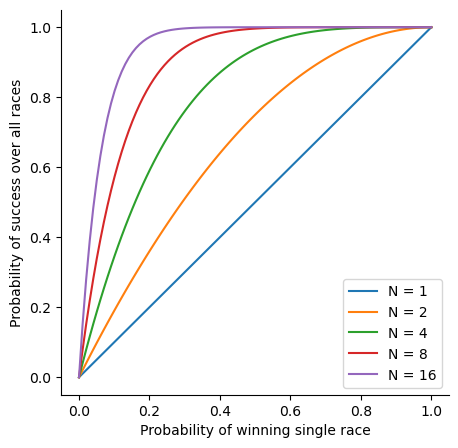 1.0
0.8
0.6
0.4
0.2
0.0
Probability of success over all races
N = 1
N = 2
N = 4
N = 8
N = 16
0.0 0.2 0.4 0.6 0.8 1.0
Probability of winning single race